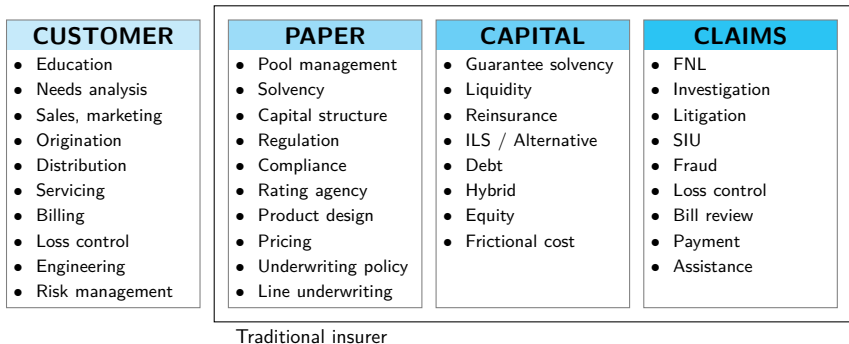 CUSTOMER
• Education
• Needs analysis
• Sales, marketing
• Origination
• Distribution
• Servicing
• Billing
• Loss control
• Engineering
• Risk management
PAPER
• Pool management
• Solvency
• Capital structure
• Regulation
• Compliance
• Rating agency
• Product design
• Pricing
• Underwriting policy
• Line underwriting
CAPITAL
• Guarantee solvency
• Liquidity
• Reinsurance
• ILS / Alternative
• Debt
• Hybrid
• Equity
• Frictional cost
CLAIMS
• FNL
• Investigation
• Litigation
• SIU
• Fraud
• Loss control
• Bill review
• Payment
• Assistance
Traditional insurer